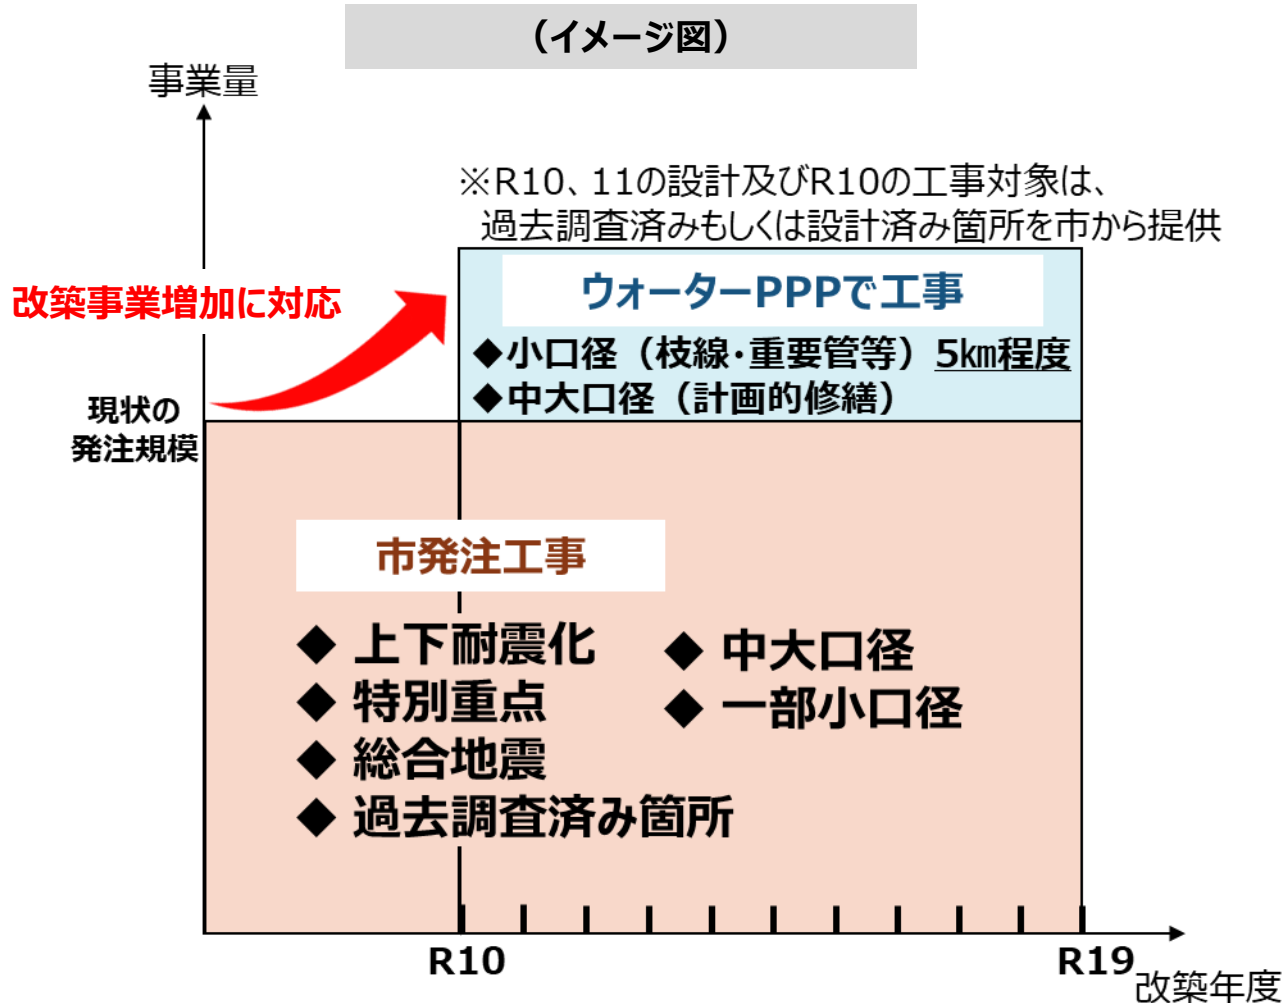 （イメージ図）
事業量
※R10、11の設計及びR10の工事対象は、
過去調査済みもしくは設計済み箇所を市から提供
改築事業増加に対応
ウォーターPPPで工事
◆小口径（枝線・重要管等）5㎞程度
◆中大口径（計画的修繕）
現状の
発注規模
市発注工事
◆ 上下耐震化
◆ 特別重点
◆ 総合地震
◆ 過去調査済み箇所
◆ 中大口径
◆ 一部小口径
R10
R19
改築年度